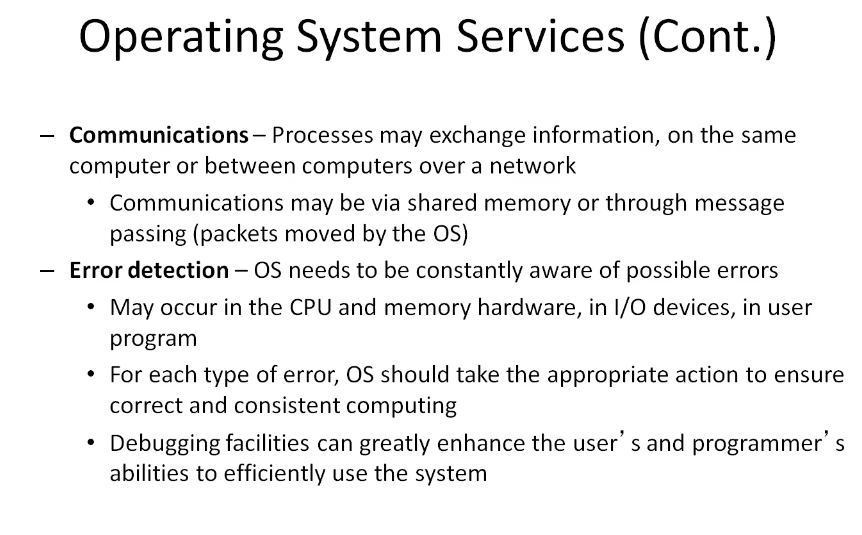 Operating System Services (Cont.)
– Communications – Processes may exchange information, on the same
computer or between computers over a network
• Communications may be via shared memory or through message
passing (packets moved by the OS)
– Error detection – OS needs to be constantly aware of possible errors
• May occur in the CPU and memory hardware, in I/O devices, in user
program
• For each type of error, OS should take the appropriate action to ensure
correct and consistent computing
• Debugging facilities can greatly enhance the user’s and programmer’s
abilities to efficiently use the system